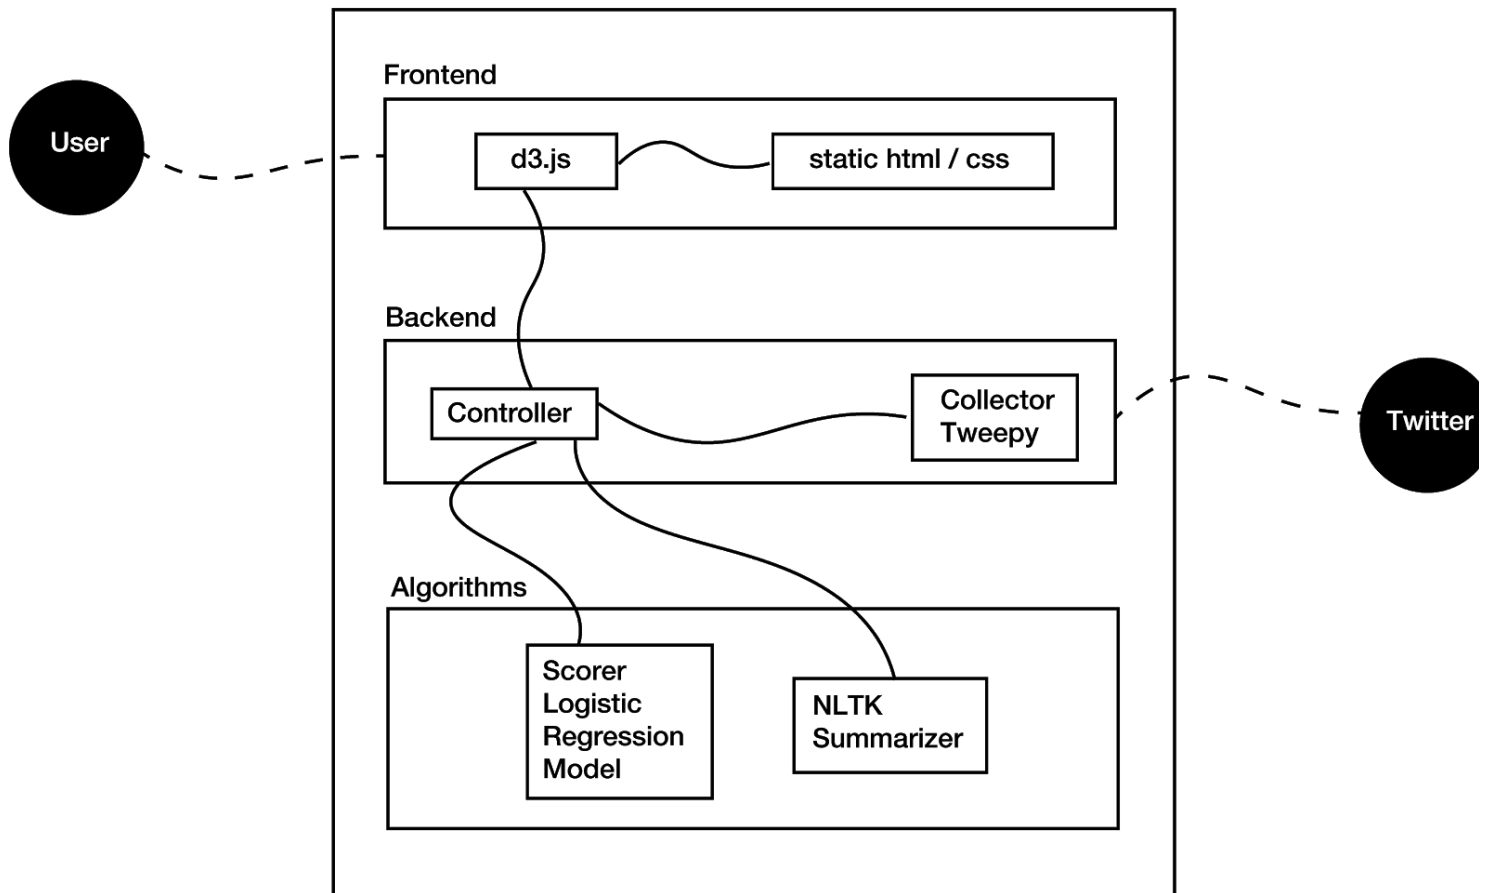 Frontend
User
d3.js
static html / css
Backend
Controller
Collector
Tweepy
Twitter
Algorithms
Scorer
Logistic
Regression
Model
NLTK
Summarizer